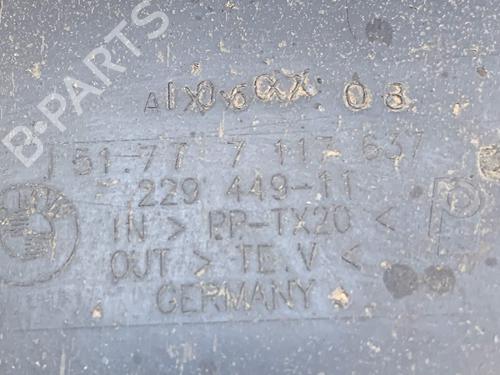 B-PARTS
51.77 7 117 637
229 449-11
IN > PP-TX20 <
OUT > TE.V <
GERMANY